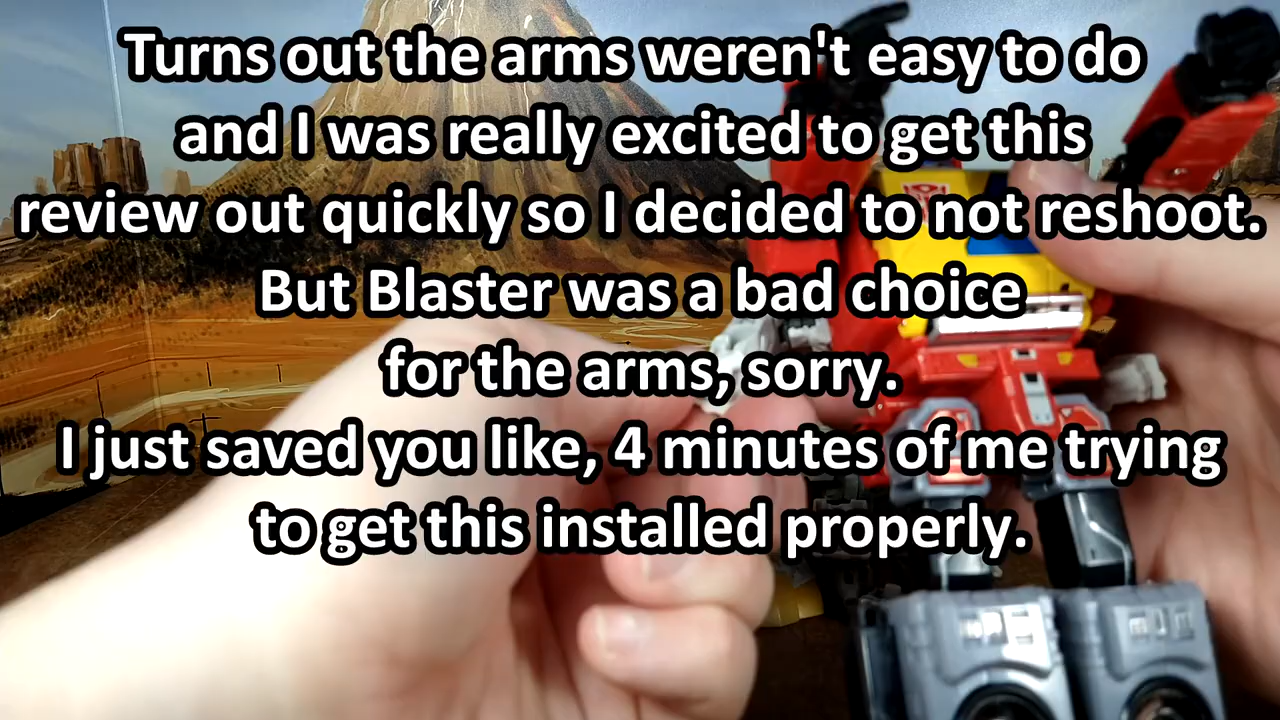 Turns out the arms weren't easy to do
and I was really excited to get this
review out quickly so I decided to not reshoot.
But Blaster was a bad choice
for the arms, sorry.
I just saved you like, 4 minutes of me trying
to get this installed properly.